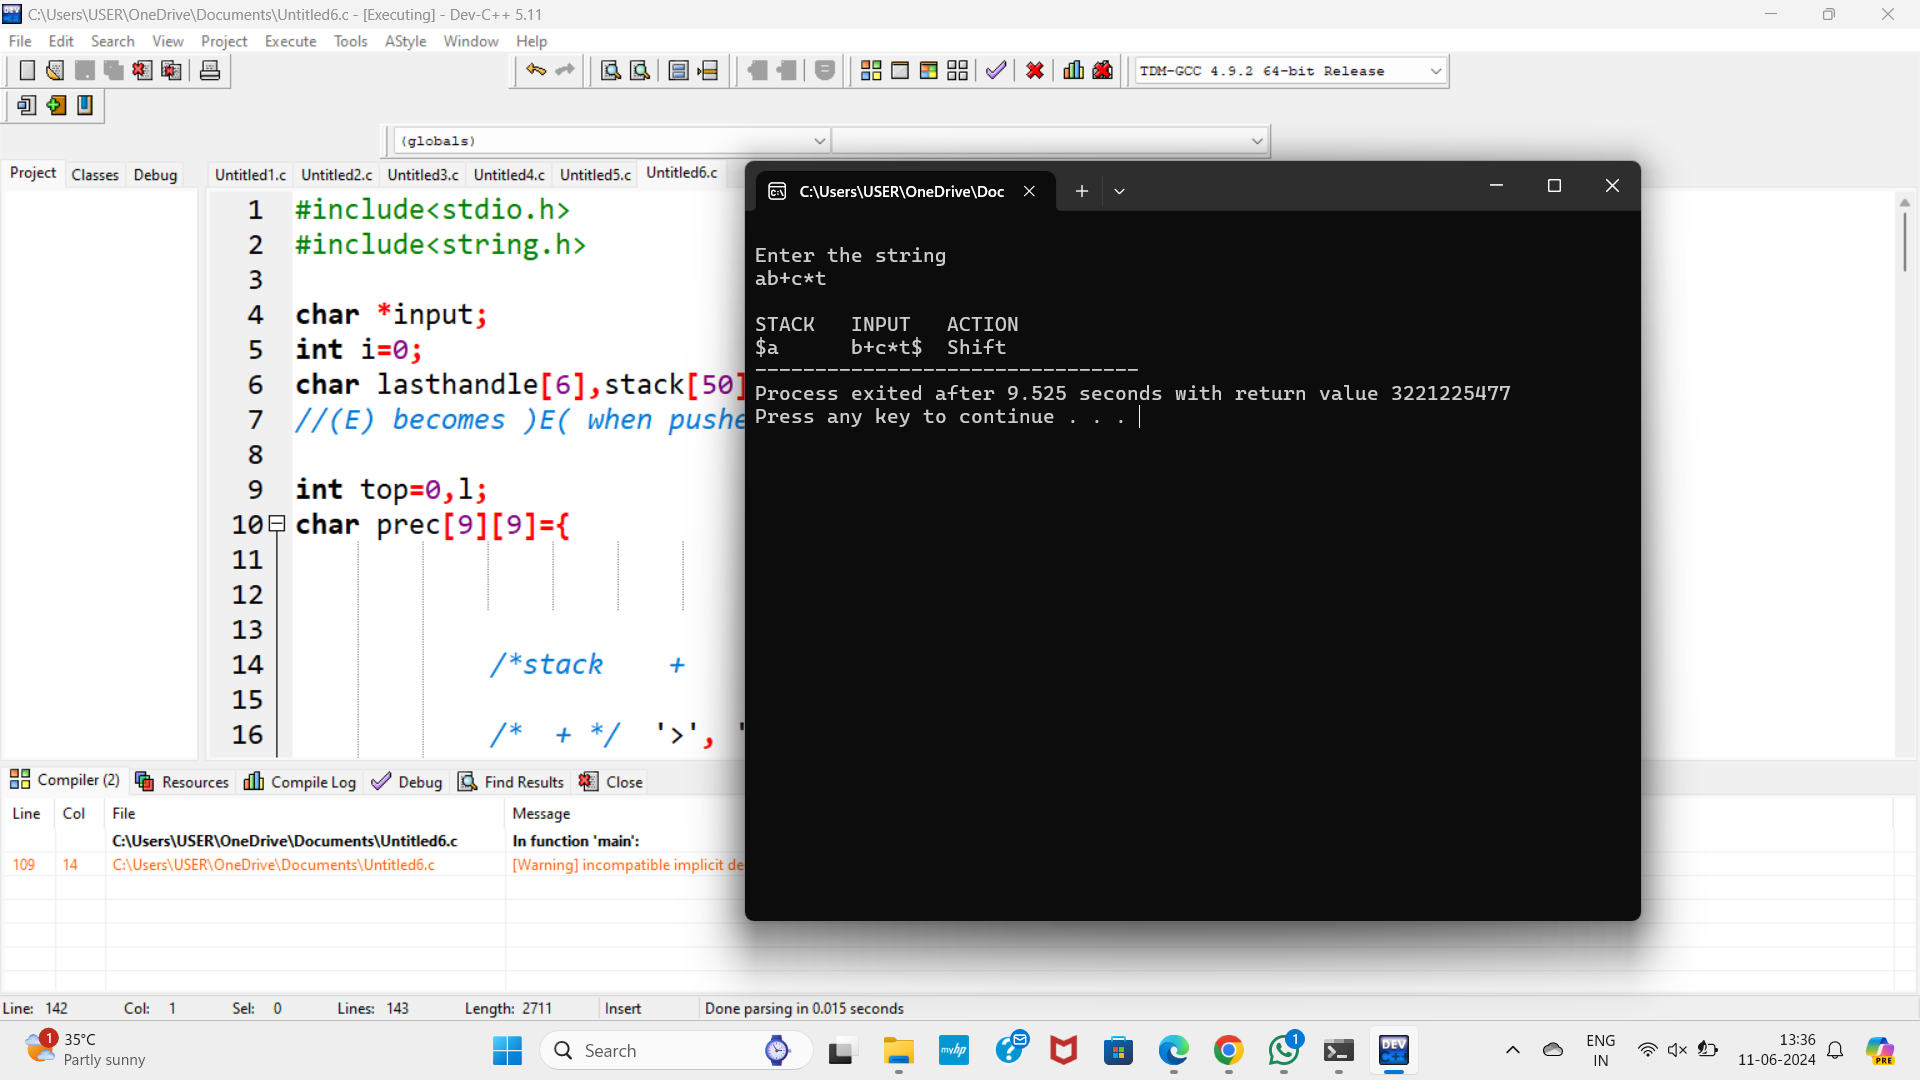 C:\Users\USER\OneDrive\Documents\Untitled6.c - [Executing] - Dev-C++ 5.11
File Edit Search View Project Execute Tools AStyle Window Help
TDM-GCC 4.9.2 64-bit Release
(globals)
Project Classes Debug
Untitled1.c Untitled2.c Untitled3.c Untitled4.c Untitled5.c Untitled6.c
1 #include<stdio.h>
2 #include<string.h>
3
4 char *input;
5 int i=0;
6 char lasthandle[6],stack[50]
7 //(E) becomes )E( when pushe
8
9 int top=0,l;
10 char prec[9][9]={
11
12
13
14 /*stack +
15
16 /* + */ '>', '
C:\Users\USER\OneDrive\Doc
Enter the string
ab+c*t
STACK INPUT ACTION
$a b+c*t$ Shift
--------------------------------
Process exited after 9.525 seconds with return value 3221225477
Press any key to continue . . .
Compiler (2) Resources Compile Log Debug Find Results Close
Line Col File Message
C:\Users\USER\OneDrive\Documents\Untitled6.c In function 'main':
109 14 C:\Users\USER\OneDrive\Documents\Untitled6.c [Warning] incompatible implicit de
Line: 142 Col: 1 Sel: 0 Lines: 143 Length: 2711 Insert Done parsing in 0.015 seconds
1 35°C
Partly sunny
Search
myhp
1
DEV C++
ENG
IN
13:36
11-06-2024
PRE